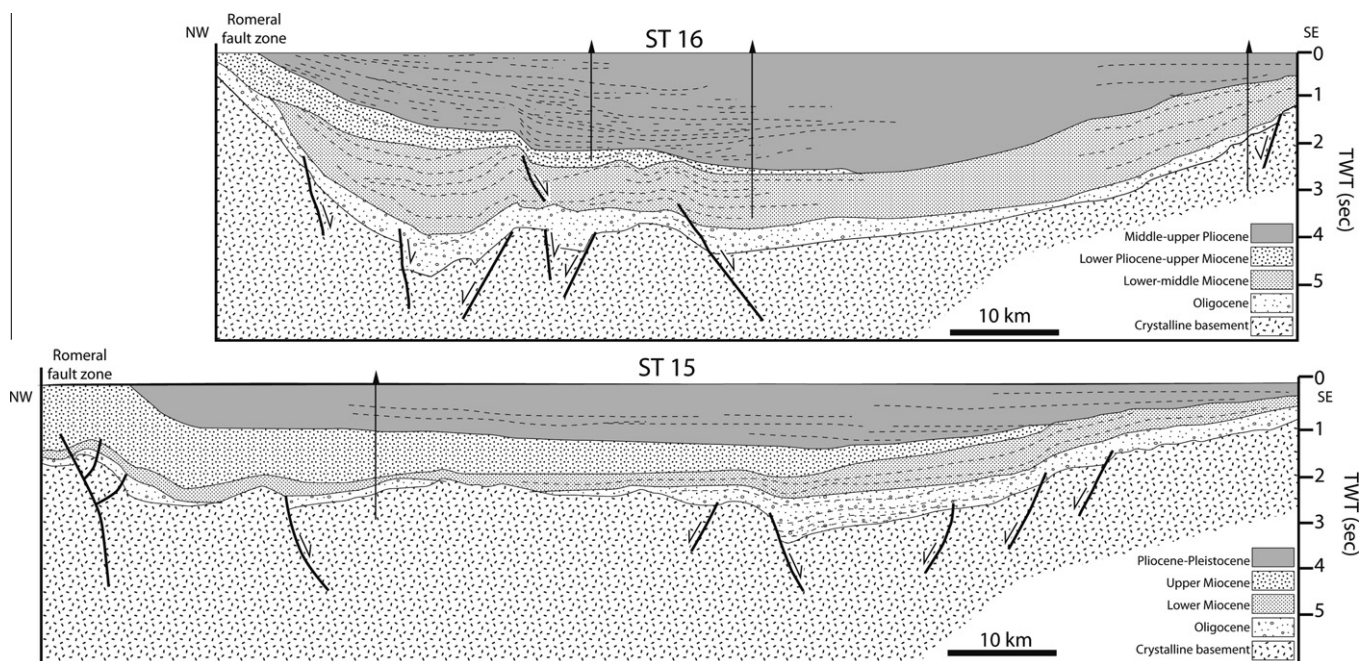 Romeral
fault zone
NW
ST 16
SE
0
1
2
3
4
5
TWT (sec)
Middle-upper Pliocene
Lower Pliocene-upper Miocene
Lower-middle Miocene
Oligocene
Crystalline basement
10 km
Romeral
fault zone
NW
ST 15
SE
0
1
2
3
4
5
TWT (sec)
Pliocene-Pleistocene
Upper Miocene
Lower Miocene
Oligocene
Crystalline basement
10 km